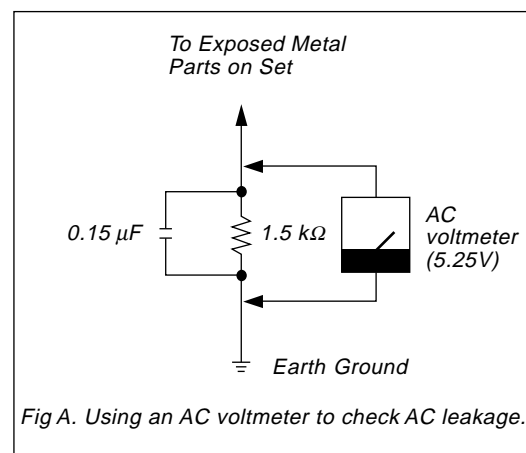 To Exposed Metal
Parts on Set
0.15 µF
1.5 kΩ
AC
voltmeter
(5.25V)
Earth Ground
Fig A. Using an AC voltmeter to check AC leakage.